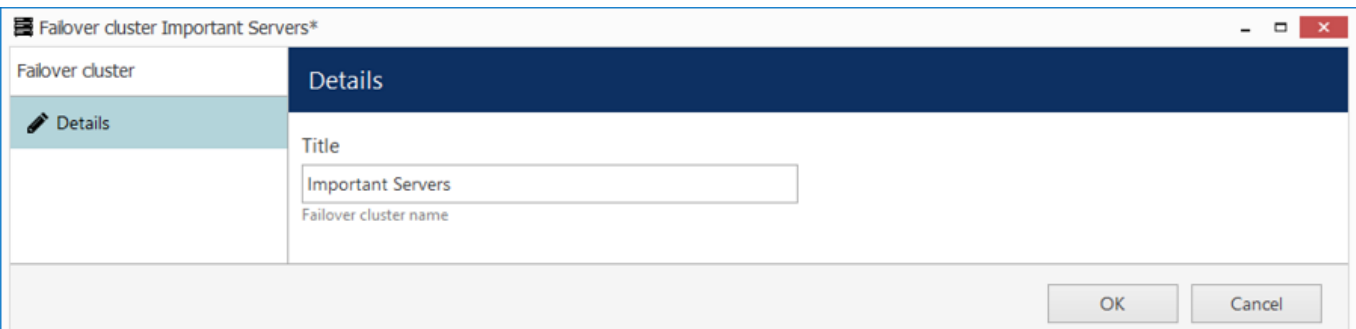 Failover cluster Important Servers*
Failover cluster
Details
Details
Title
Important Servers
Failover cluster name
OK
Cancel